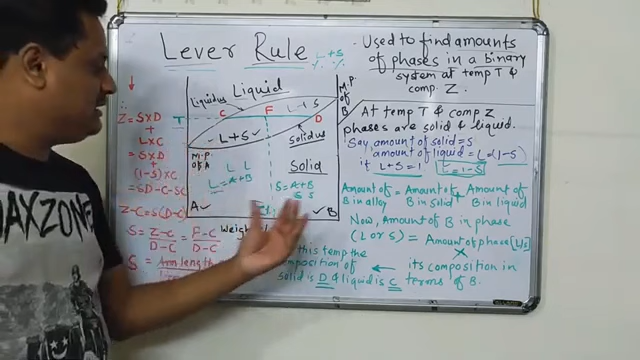 Lever Rule
L + S
% %
Used to find amounts
of phases in a binary
system at temp T &
comp. Z.
At temp T & comp Z
phases are solid & liquid.
Say amount of solid = S
amount of liquid = L = (1-S)
if L+S = 1
L = 1-S
Amount of B in alloy = Amount of B in solid + Amount of B in liquid
Now, Amount of B in phase
(L or S) = Amount of phase [L/S]
×
its composition in
terms of B.
this temp the
composition of
solid is D & liquid is C
Liquid
Liquidus
C
F
L+S
D
T
L+S ✓
solidus
M.P. of A
M.P. of B
Solid
L L
L = A+B
S = A+B
S S
A ✓
✓ B
∴
Z = S×D
+
L×C
= S×D
+
(1-S)×C
= SD-C-SC
Z-C = S(D-C)
S = Z-C / D-C = F-C / D-C
S = Arm length
AXZONE